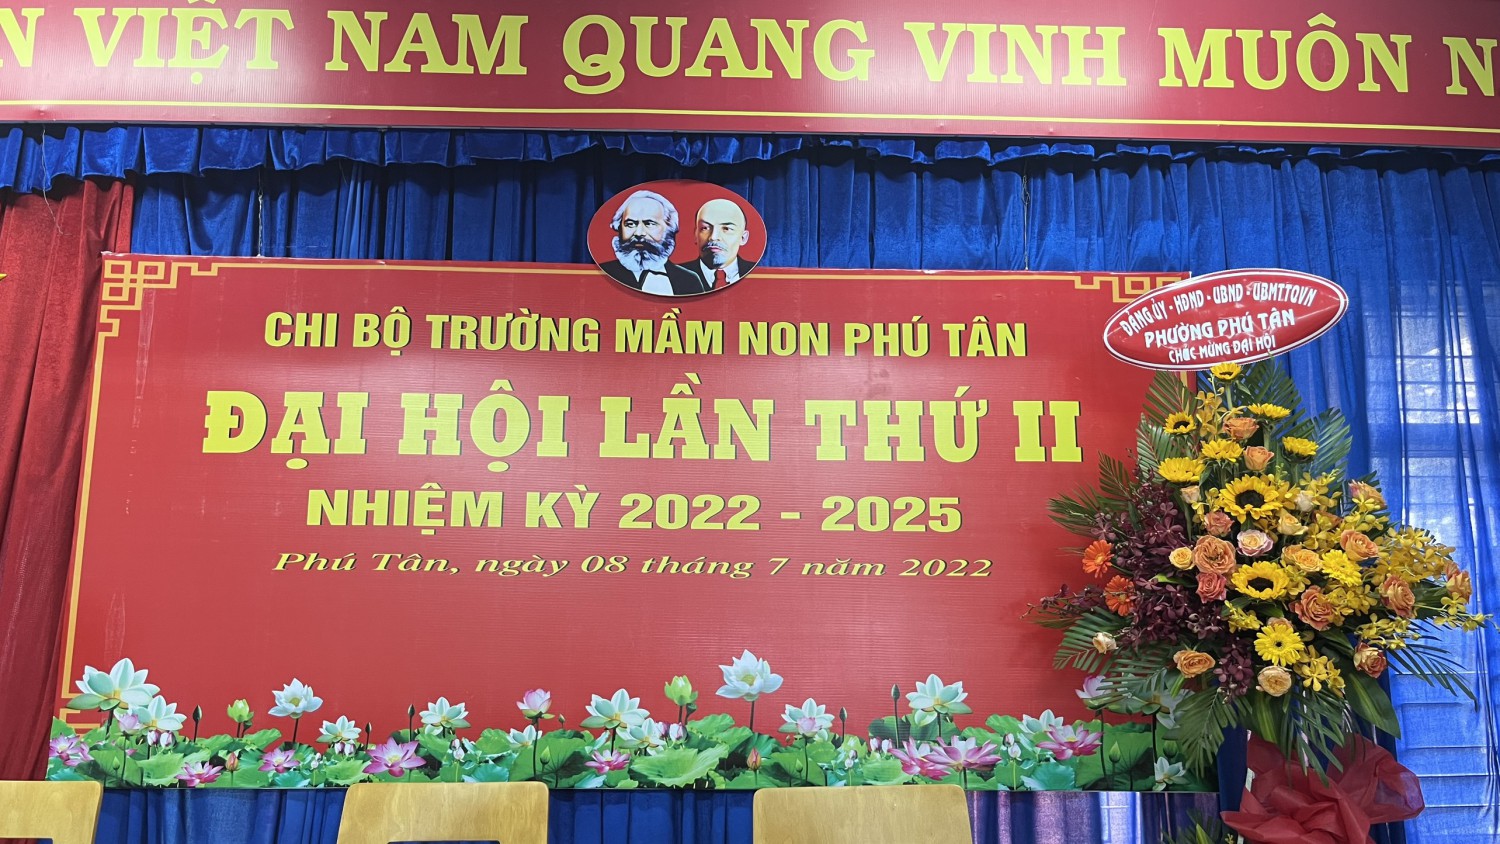 N VIỆT NAM QUANG VINH MUÔN N
CHI BỘ TRƯỜNG MẦM NON PHÚ TÂN
ĐẠI HỘI LẦN THỨ II
NHIỆM KỲ 2022 - 2025
Phú Tân, ngày 08 tháng 7 năm 2022
ĐẢNG ỦY - HĐND - UBND - UBMTTQVN
PHƯỜNG PHÚ TÂN
CHÚC MỪNG ĐẠI HỘI